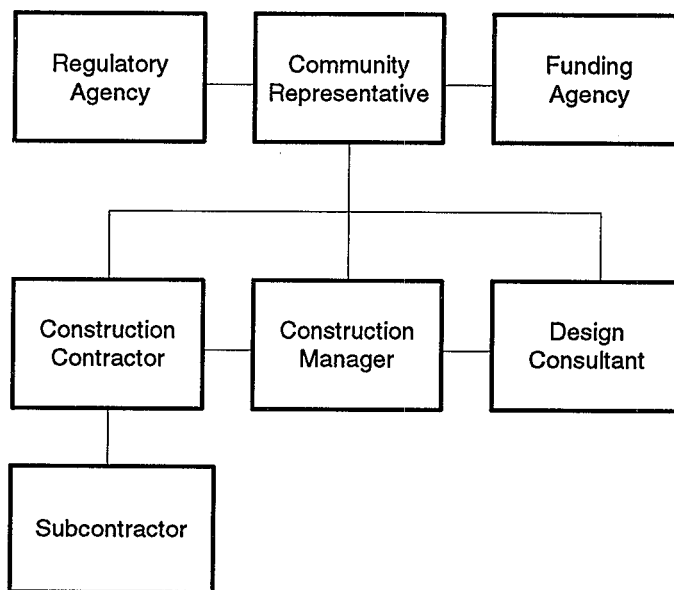 Regulatory
Agency
Community
Representative
Funding
Agency
Construction
Contractor
Construction
Manager
Design
Consultant
Subcontractor